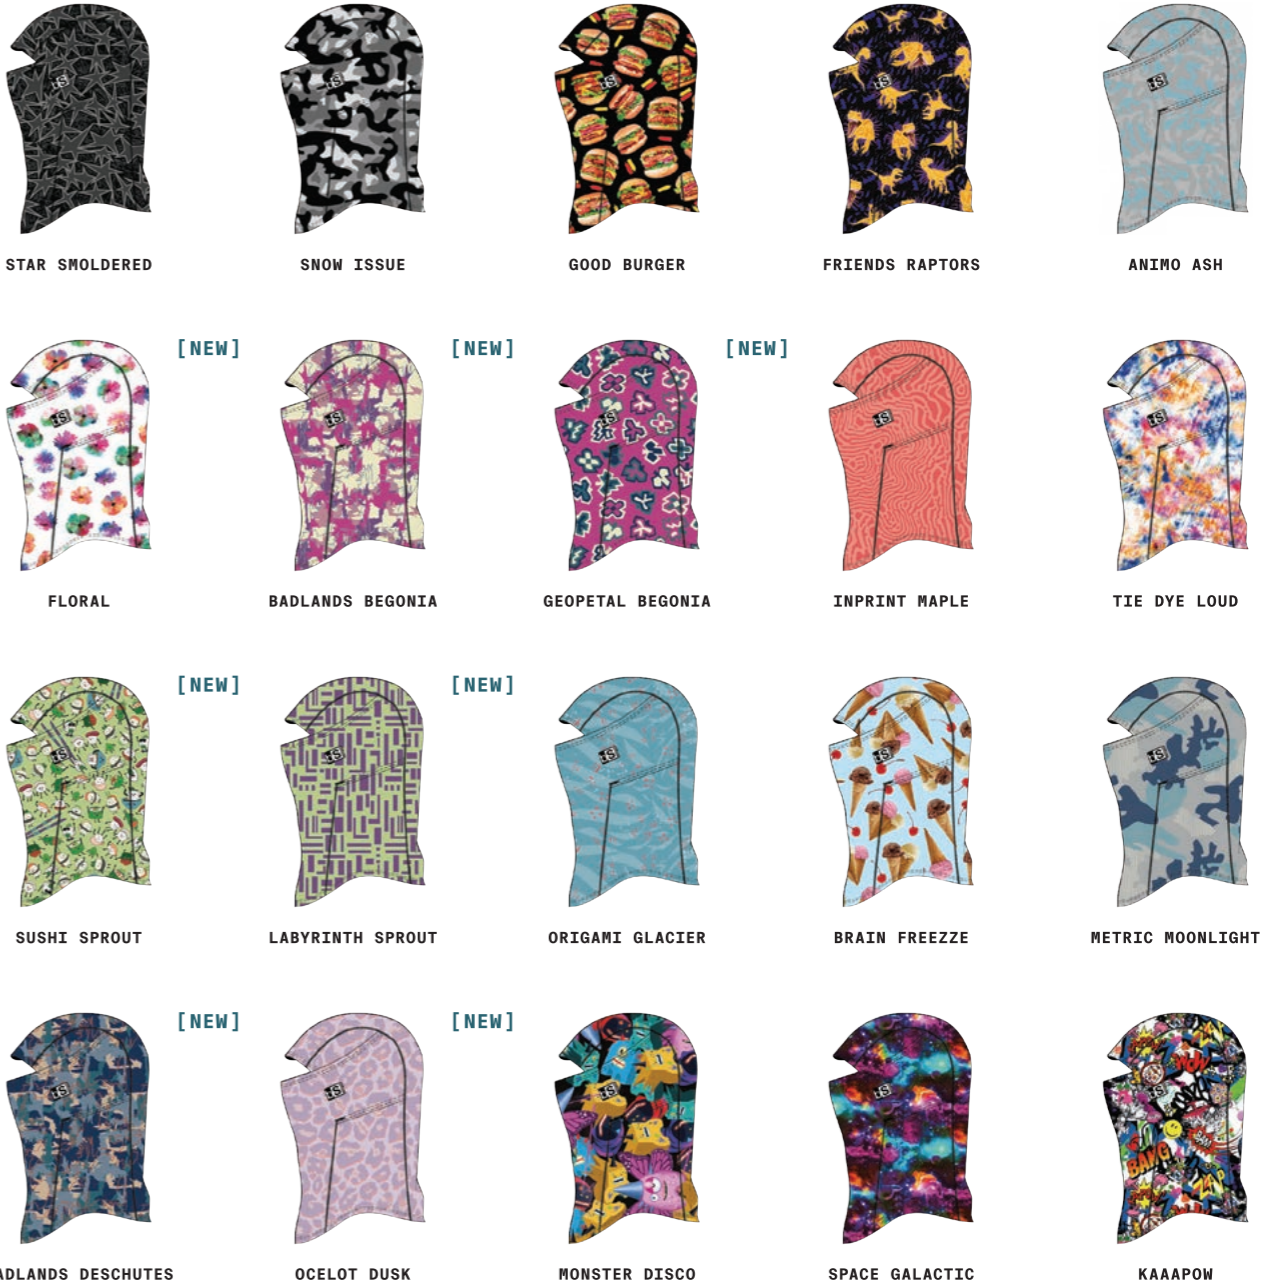 STAR SMOLDERED
SNOW ISSUE
GOOD BURGER
FRIENDS RAPTORS
ANIMO ASH
[NEW]
[NEW]
[NEW]
FLORAL
BADLANDS BEGONIA
GEOPETAL BEGONIA
INPRINT MAPLE
TIE DYE LOUD
[NEW]
[NEW]
SUSHI SPROUT
LABYRINTH SPROUT
ORIGAMI GLACIER
BRAIN FREEZZE
METRIC MOONLIGHT
[NEW]
[NEW]
DESCHUTES
OCELOT DUSK
MONSTER DISCO
SPACE GALACTIC
KAAAPOW
BANG